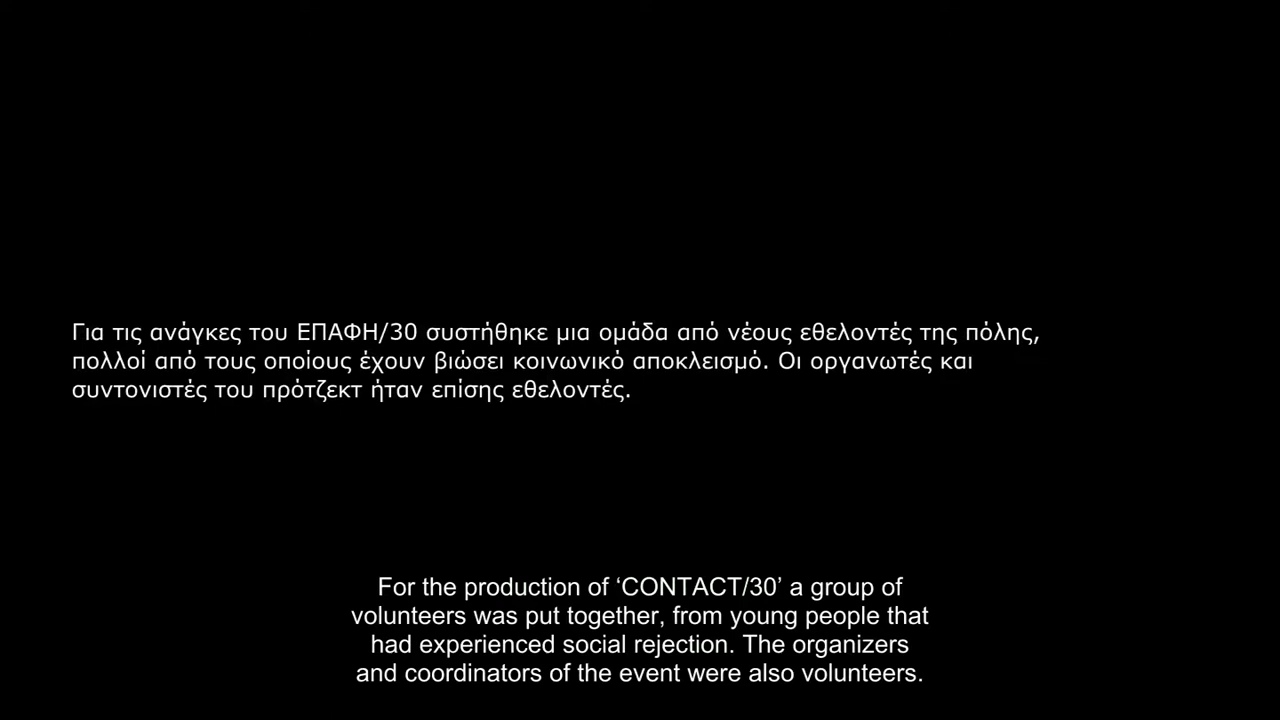 Για τις ανάγκες του ΕΠΑΦΗ/30 συστήθηκε μια ομάδα από νέους εθελοντές της πόλης,
πολλοί από τους οποίους έχουν βιώσει κοινωνικό αποκλεισμό. Οι οργανωτές και
συντονιστές του πρότζεκτ ήταν επίσης εθελοντές.
For the production of ‘CONTACT/30’ a group of
volunteers was put together, from young people that
had experienced social rejection. The organizers
and coordinators of the event were also volunteers.